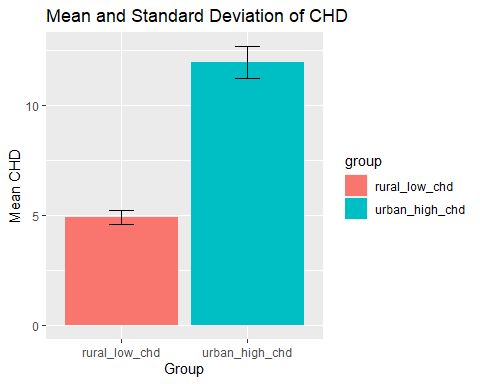 Mean and Standard Deviation of CHD
Mean CHD
10
5
0
rural_low_chd
urban_high_chd
Group
group
rural_low_chd
urban_high_chd